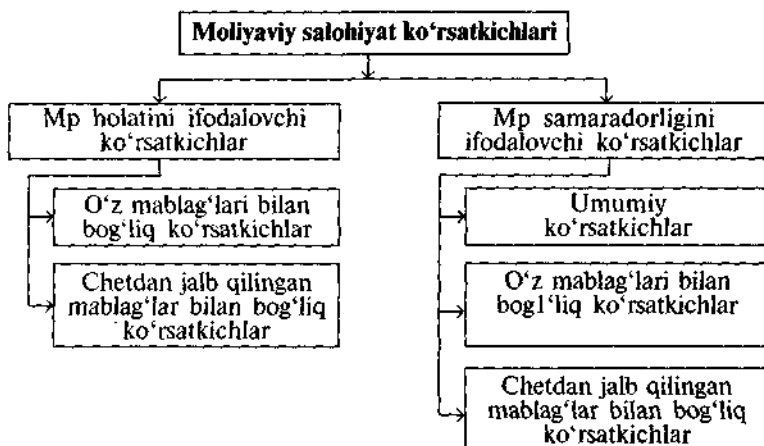 Moliyaviy salohiyat ko‘rsatkichlari
Mp holatini ifodalovchi
ko‘rsatkichlar
O‘z mablag‘lari bilan
bog‘liq ko‘rsatkichlar
Chetdan jalb qilingan
mablag‘lar bilan bog‘liq
ko‘rsatkichlar
Mp samaradorligini
ifodalovchi ko‘rsatkichlar
Umumiy
ko‘rsatkichlar
O‘z mablag‘lari bilan
bog1‘liq ko‘rsatkichlar
Chetdan jalb qilingan
mablag‘lar bilan bog‘liq
ko‘rsatkichlar